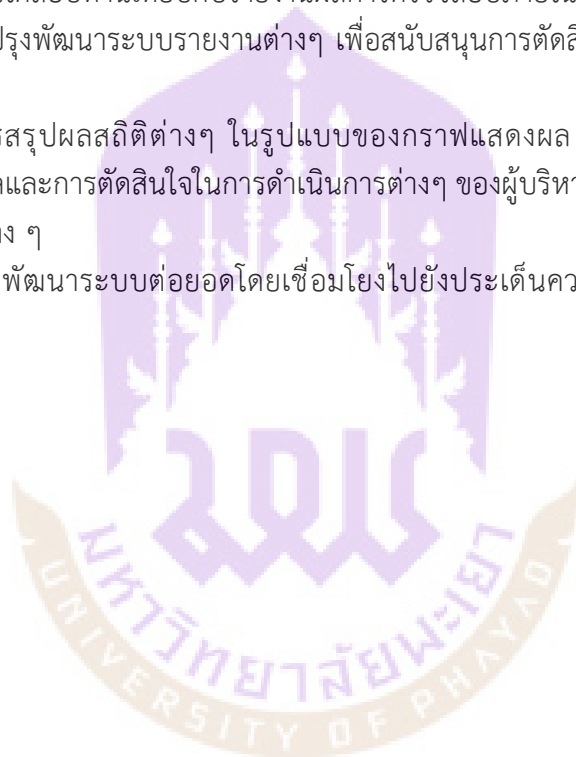 ปรุงพัฒนาระบบรายงานต่างๆ เพื่อสนับสนุนการตัดสิ
รสรุปผลสถิติต่างๆ ในรูปแบบของกราฟแสดงผล
ลและการตัดสินใจในการดำเนินการต่างๆ ของผู้บริหา
าง ๆ
พัฒนาระบบต่อยอดโดยเชื่อมโยงไปยังประเด็นคว
มหาวิทยาลัยพะเยา
UNIVERSITY OF PHAYAO